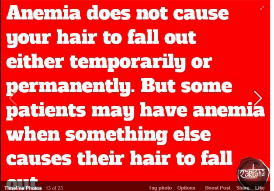 Anemia does not cause
your hair to fall out
either temporarily or
permanently. But some
patients may have anemia
when something else
causes their hair to fall
out
Timeline Photos 13 of 23 Tag photo Options Boost Post Share Like